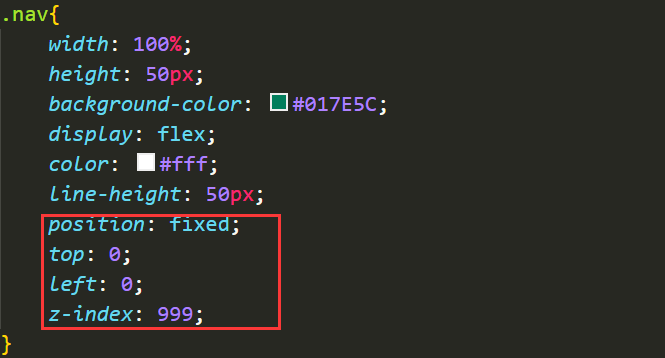 .nav{
width: 100%;
height: 50px;
background-color: #017E5C;
display: flex;
color: #fff;
line-height: 50px;
position: fixed;
top: 0;
left: 0;
z-index: 999;
}